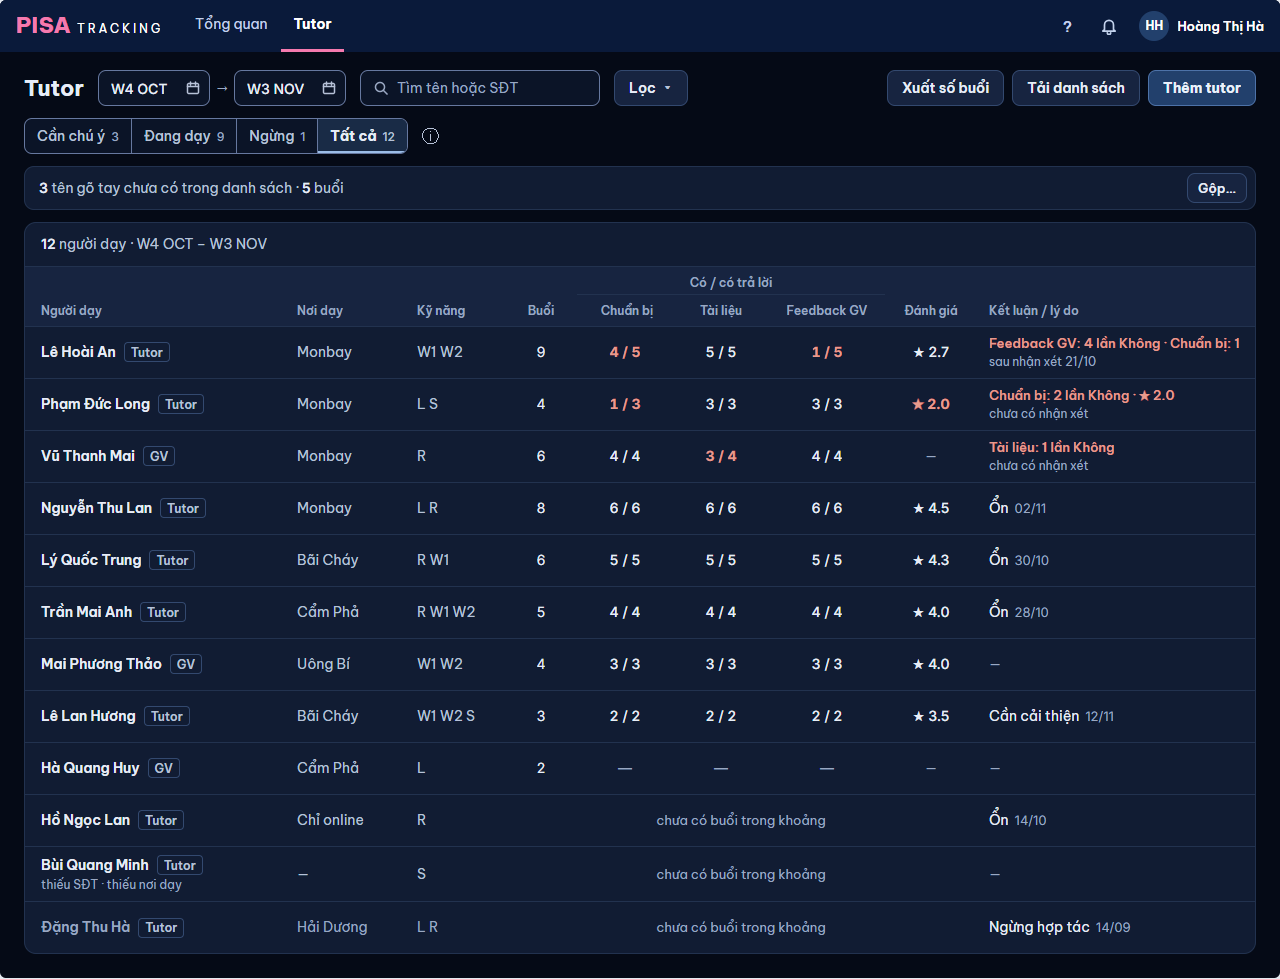 PISA TRACKING Tổng quan Tutor ? HH Hoàng Thị Hà
Tutor W4 OCT → W3 NOV Tìm tên hoặc SĐT Lọc Xuất số buổi Tải danh sách Thêm tutor
Cần chú ý 3 Đang dạy 9 Ngừng 1 Tất cả 12
3 tên gõ tay chưa có trong danh sách · 5 buổi Gộp...
12 người dạy · W4 OCT – W3 NOV
Có / có trả lời
Người dạy Nơi dạy Kỹ năng Buổi Chuẩn bị Tài liệu Feedback GV Đánh giá Kết luận / lý do
Lê Hoài An Tutor Monbay W1 W2 9 4 / 5 5 / 5 1 / 5 ★ 2.7 Feedback GV: 4 lần Không · Chuẩn bị: 1
sau nhận xét 21/10
Phạm Đức Long Tutor Monbay L S 4 1 / 3 3 / 3 3 / 3 ★ 2.0 Chuẩn bị: 2 lần Không · ★ 2.0
chưa có nhận xét
Vũ Thanh Mai GV Monbay R 6 4 / 4 3 / 4 4 / 4 — Tài liệu: 1 lần Không
chưa có nhận xét
Nguyễn Thu Lan Tutor Monbay L R 8 6 / 6 6 / 6 6 / 6 ★ 4.5 Ổn 02/11
Lý Quốc Trung Tutor Bãi Cháy R W1 6 5 / 5 5 / 5 5 / 5 ★ 4.3 Ổn 30/10
Trần Mai Anh Tutor Cẩm Phả R W1 W2 5 4 / 4 4 / 4 4 / 4 ★ 4.0 Ổn 28/10
Mai Phương Thảo GV Uông Bí W1 W2 4 3 / 3 3 / 3 3 / 3 ★ 4.0 —
Lê Lan Hương Tutor Bãi Cháy W1 W2 S 3 2 / 2 2 / 2 2 / 2 ★ 3.5 Cần cải thiện 12/11
Hà Quang Huy GV Cẩm Phả L 2 — — — — —
Hồ Ngọc Lan Tutor Chỉ online R chưa có buổi trong khoảng Ổn 14/10
Bùi Quang Minh Tutor — S chưa có buổi trong khoảng —
thiếu SĐT · thiếu nơi dạy
Đặng Thu Hà Tutor Hải Dương L R chưa có buổi trong khoảng Ngừng hợp tác 14/09